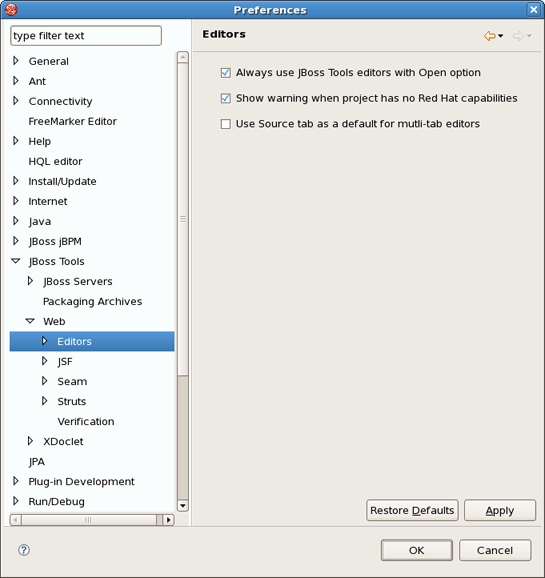 Preferences
type filter text
General
Ant
Connectivity
FreeMarker Editor
Help
HQL editor
Install/Update
Internet
Java
JBoss jBPM
JBoss Tools
JBoss Servers
Packaging Archives
Web
Editors
JSF
Seam
Struts
Verification
XDoclet
JPA
Plug-in Development
Run/Debug
Editors
Always use JBoss Tools editors with Open option
Show warning when project has no Red Hat capabilities
Use Source tab as a default for mutli-tab editors
Restore Defaults
Apply
?
OK
Cancel